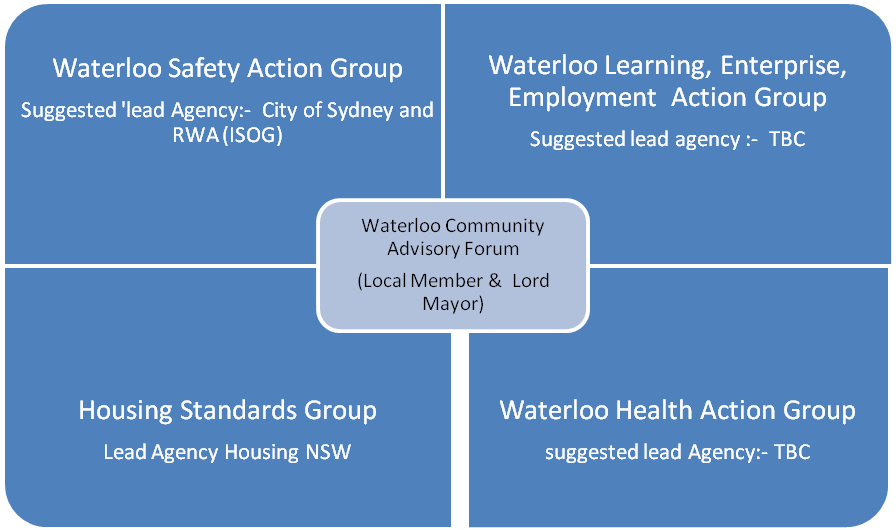 Waterloo Safety Action Group
Suggested 'lead Agency:- City of Sydney and
RWA (ISOG)
Waterloo Learning, Enterprise,
Employment Action Group
Suggested lead agency :- TBC
Waterloo Community
Advisory Forum
(Local Member & Lord
Mayor)
Housing Standards Group
Lead Agency Housing NSW
Waterloo Health Action Group
suggested lead Agency:- TBC